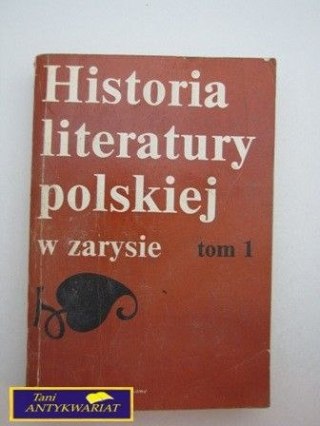 Historia
literatury
polskiej
w zarysie tom 1
Tani
ANTYKWARIAT